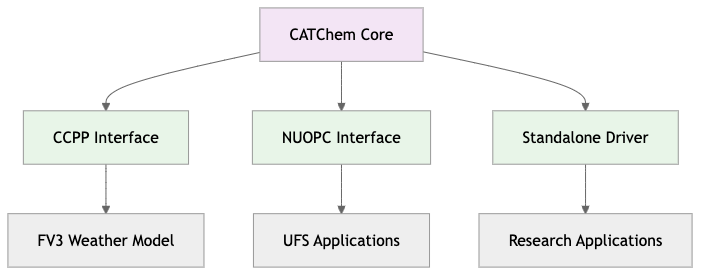 CATChem Core
CCPP Interface
NUOPC Interface
Standalone Driver
FV3 Weather Model
UFS Applications
Research Applications